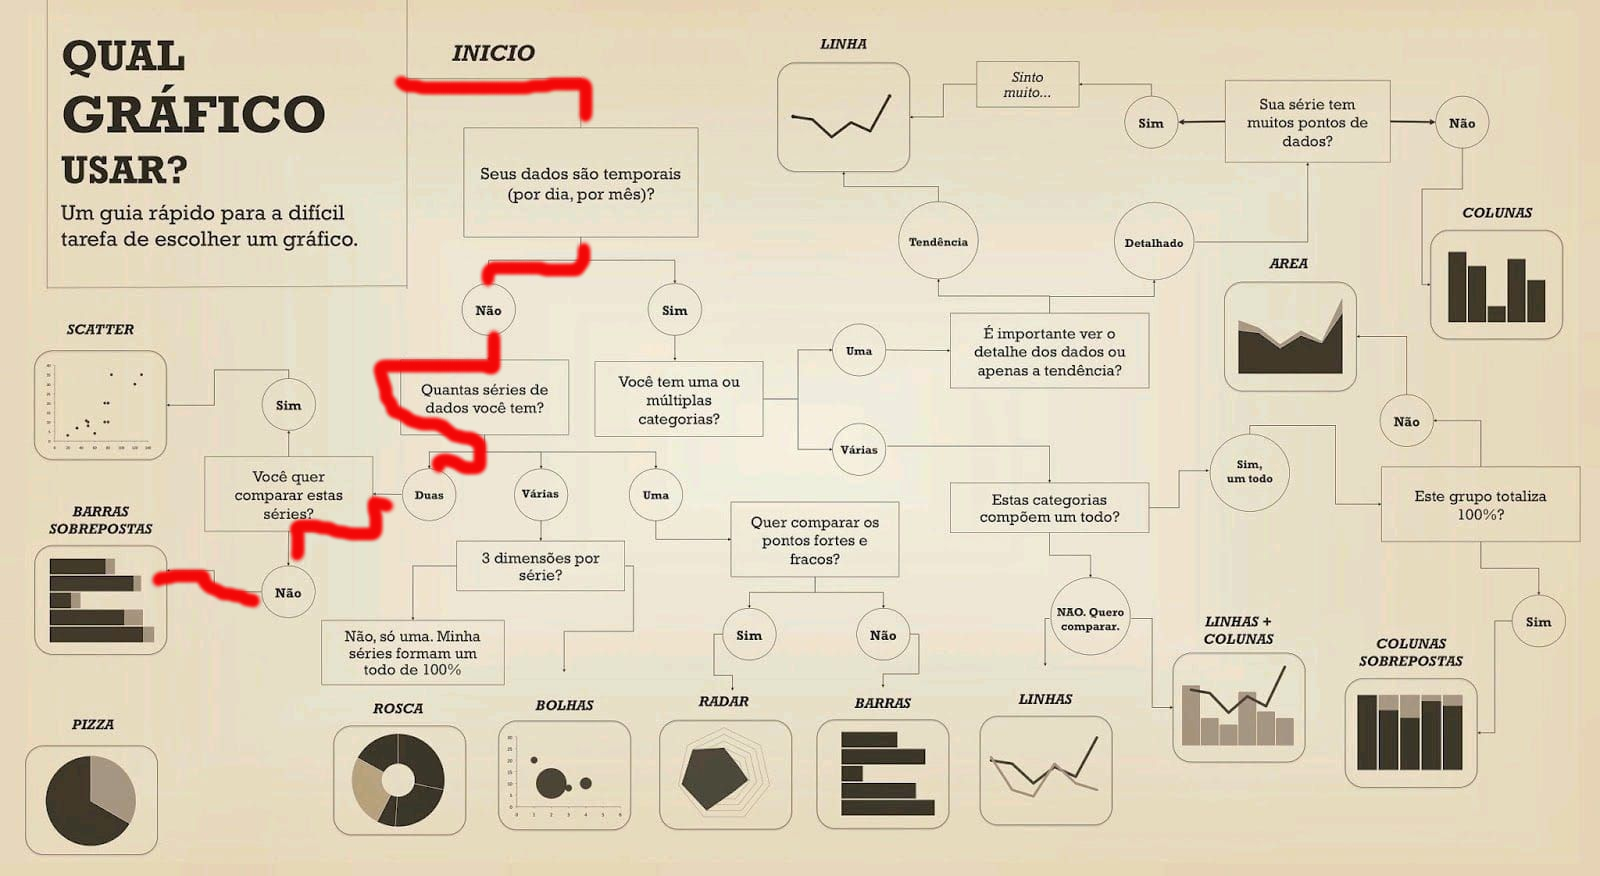 QUAL
GRÁFICO
USAR?
Um guia rápido para a difícil
tarefa de escolher um gráfico.
INICIO
Seus dados são temporais
(por dia, por mês)?
Não
Sim
Quantas séries de
dados você tem?
Você tem uma ou
múltiplas
categorias?
Duas
Várias
Uma
Você quer
comparar estas
séries?
Sim
Não
SCATTER
BARRAS
SOBREPOSTAS
PIZZA
3 dimensões por
série?
Não, só uma. Minha
séries formam um
todo de 100%
ROSCA
BOLHAS
Quer comparar os
pontos fortes e
fracos?
Sim
Não
RADAR
BARRAS
Uma
Várias
É importante ver o
detalhe dos dados ou
apenas a tendência?
Tendência
Detalhado
LINHA
Sinto
muito...
Sim
Sua série tem
muitos pontos de
dados?
Não
COLUNAS
AREA
Estas categorias
compõem um todo?
Sim,
um todo
Não
Este grupo totaliza
100%?
Sim
NAO. Quero
comparar.
LINHAS
LINHAS +
COLUNAS
COLUNAS
SOBREPOSTAS